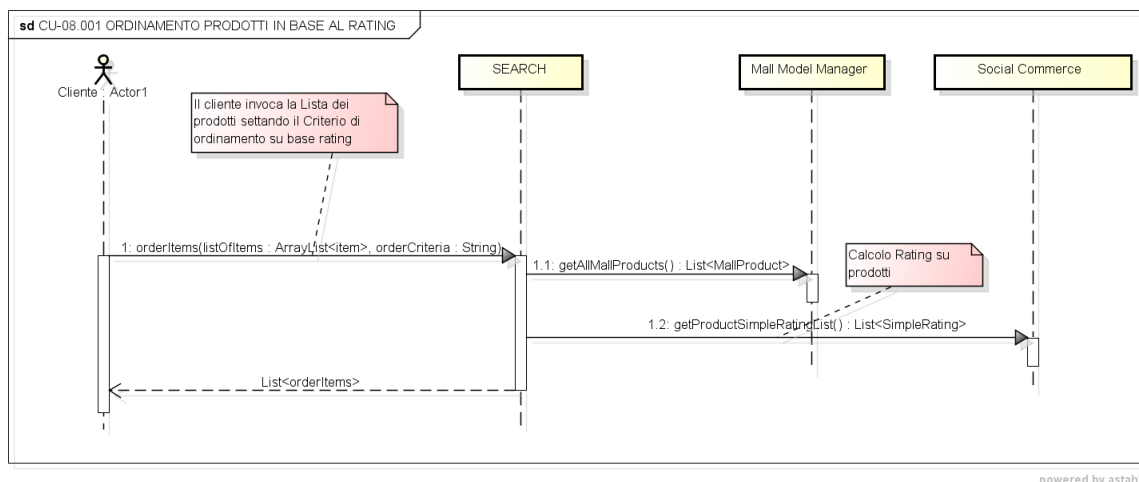 sd CU-08.001 ORDINAMENTO PRODOTTI IN BASE AL RATING
Cliente : Actor1
SEARCH
Mall Model Manager
Social Commerce
Il cliente invoca la Lista dei
prodotti settando il Criterio di
ordinamento su base rating
1: orderItems(listOfItems : ArrayList<item>, orderCriteria : String)
1.1: getAllMallProducts() : List<MallProduct>
Calcolo Rating su
prodotti
1.2: getProductSimpleRatingList() : List<SimpleRating>
List<orderItems>
powered by astah